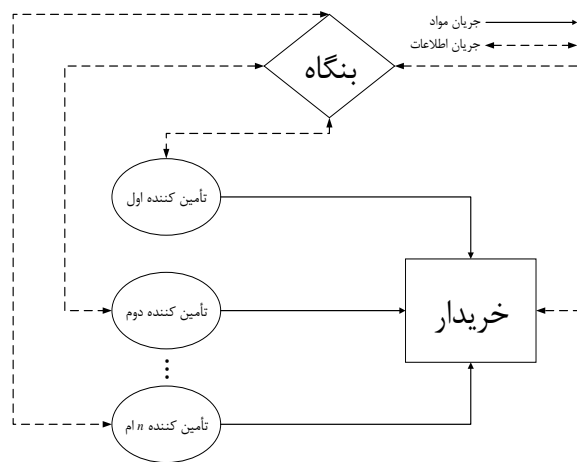 جریان مواد
جریان اطلاعات
بنگاه
تأمین کننده اول
خریدار
تأمین کننده دوم
تأمین کننده n ام